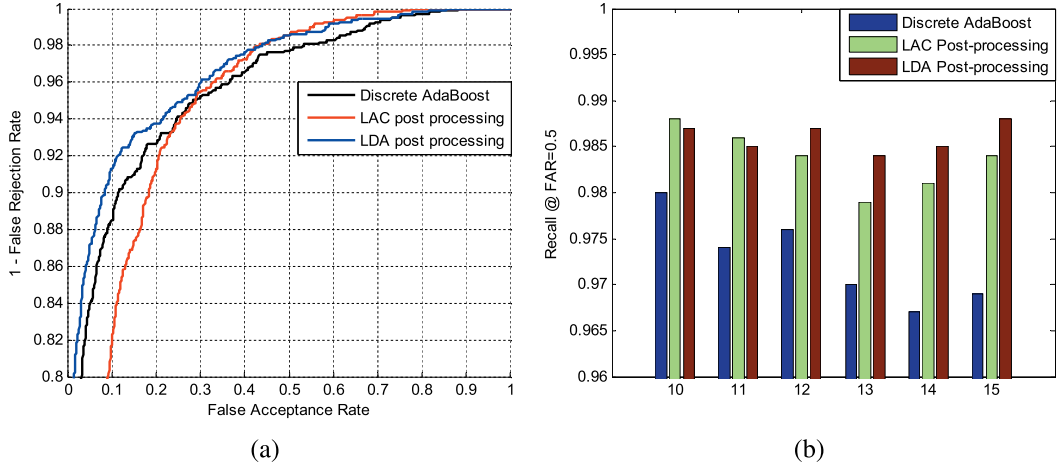 1
0.98
0.96
0.94
0.92
0.9
0.88
0.86
0.84
0.82
0.8
1 - False Rejection Rate
Discrete AdaBoost
LAC post processing
LDA post processing
0 0.1 0.2 0.3 0.4 0.5 0.6 0.7 0.8 0.9 1
False Acceptance Rate
(a)
1
0.995
0.99
0.985
0.98
0.975
0.97
0.965
0.96
Recall @ FAR=0.5
Discrete AdaBoost
LAC Post-processing
LDA Post-processing
10 11 12 13 14 15
(b)